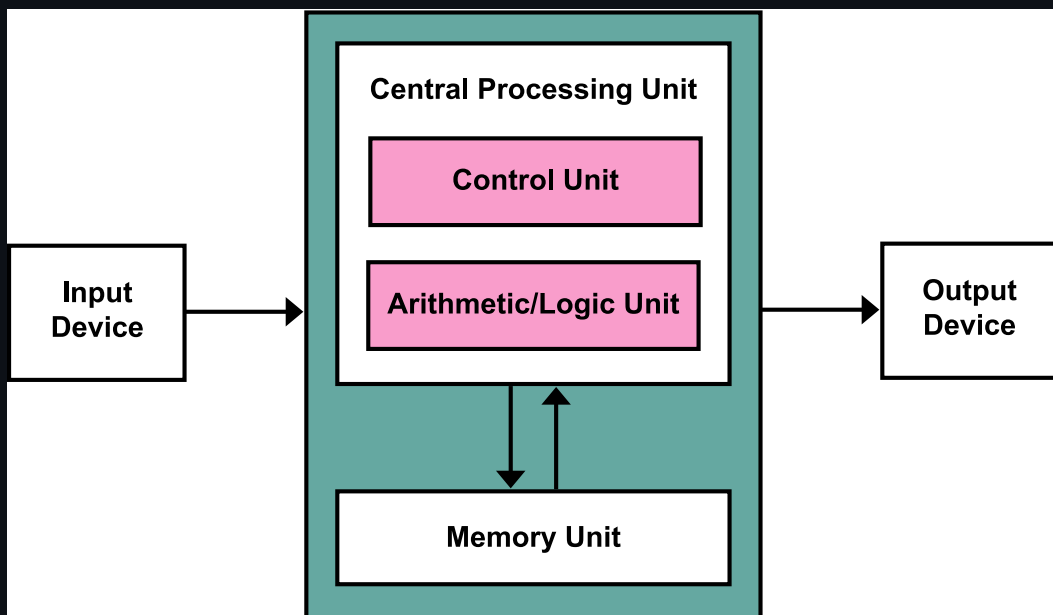 Central Processing Unit
Control Unit
Arithmetic/Logic Unit
Input
Device
Output
Device
Memory Unit